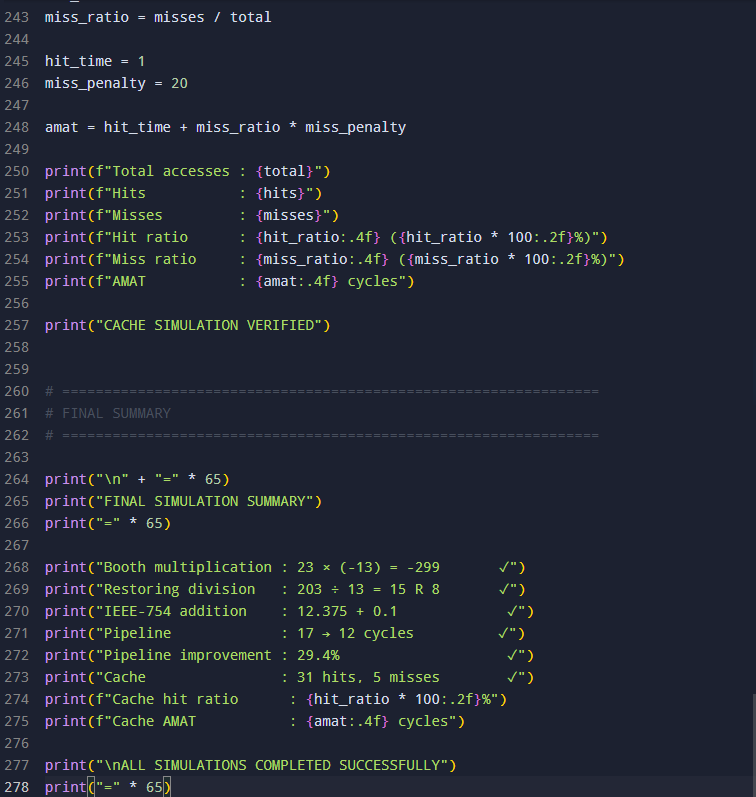 243 miss_ratio = misses / total
244
245 hit_time = 1
246 miss_penalty = 20
247
248 amat = hit_time + miss_ratio * miss_penalty
249
250 print(f"Total accesses : {total}")
251 print(f"Hits           : {hits}")
252 print(f"Misses         : {misses}")
253 print(f"Hit ratio      : {hit_ratio:.4f} ({hit_ratio * 100:.2f}%)")
254 print(f"Miss ratio     : {miss_ratio:.4f} ({miss_ratio * 100:.2f}%)")
255 print(f"AMAT           : {amat:.4f} cycles")
256
257 print("CACHE SIMULATION VERIFIED")
258
259
260 # ================================================================
261 # FINAL SUMMARY
262 # ================================================================
263
264 print("\n" + "=" * 65)
265 print("FINAL SIMULATION SUMMARY")
266 print("=" * 65)
267
268 print("Booth multiplication : 23 × (-13) = -299       ✓")
269 print("Restoring division   : 203 ÷ 13 = 15 R 8       ✓")
270 print("IEEE-754 addition    : 12.375 + 0.1             ✓")
271 print("Pipeline             : 17 → 12 cycles          ✓")
272 print("Pipeline improvement : 29.4%                    ✓")
273 print("Cache                : 31 hits, 5 misses        ✓")
274 print(f"Cache hit ratio      : {hit_ratio * 100:.2f}%")
275 print(f"Cache AMAT           : {amat:.4f} cycles")
276
277 print("\nALL SIMULATIONS COMPLETED SUCCESSFULLY")
278 print("=" * 65)